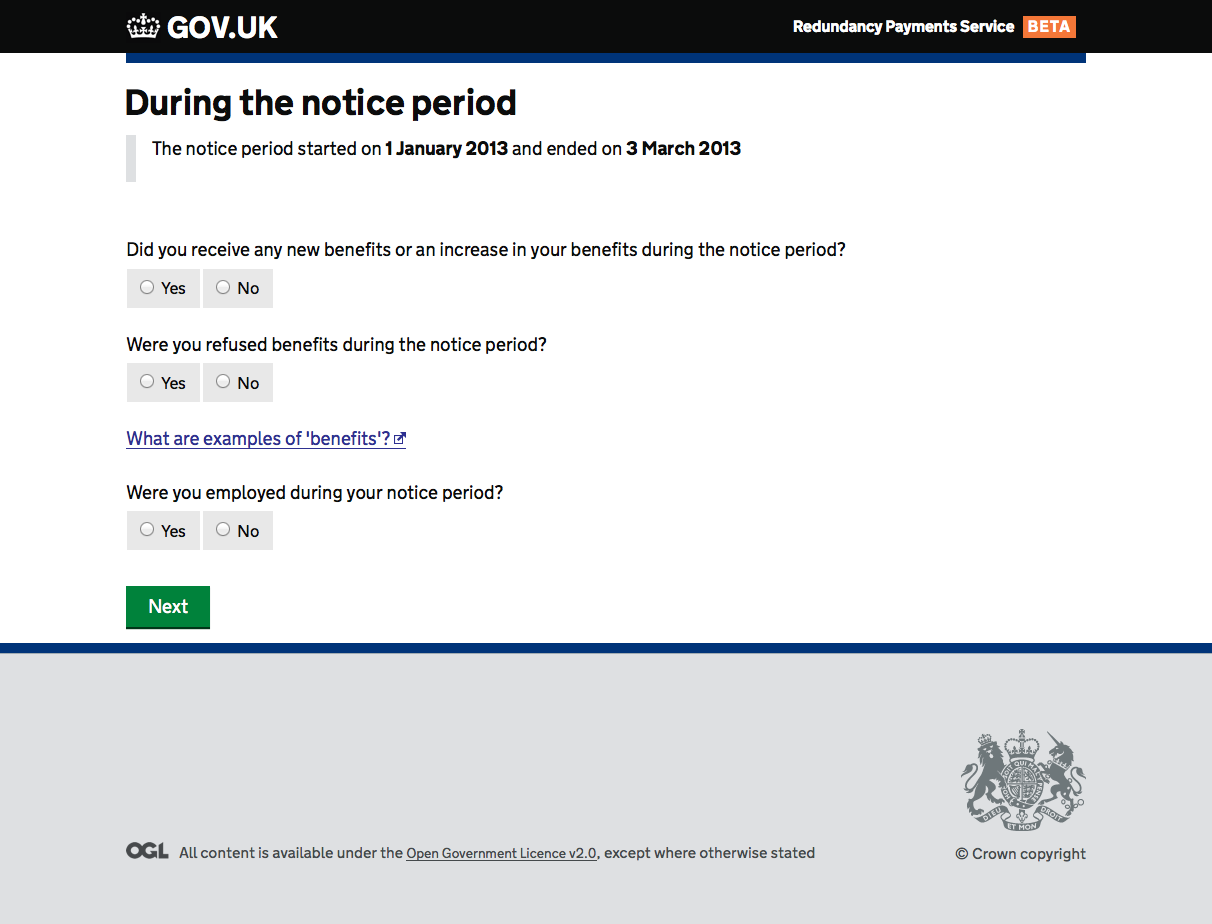 GOV.UK
Redundancy Payments Service BETA
During the notice period
The notice period started on 1 January 2013 and ended on 3 March 2013
Did you receive any new benefits or an increase in your benefits during the notice period?
Yes No
Were you refused benefits during the notice period?
Yes No
What are examples of 'benefits'?
Were you employed during your notice period?
Yes No
Next
DIEU ET MON DROIT
OGL All content is available under the Open Government Licence v2.0, except where otherwise stated
© Crown copyright